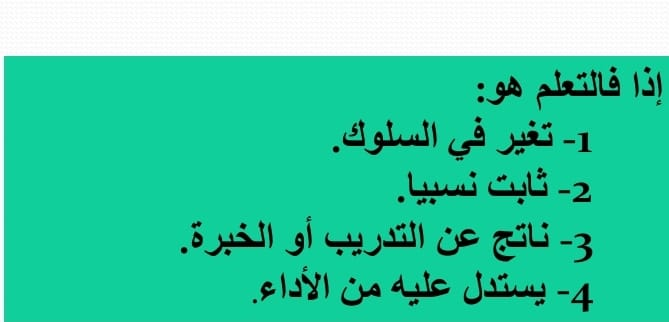 إذا فالتعلم هو:
1- تغير في السلوك.
2- ثابت نسبيا.
3- ناتج عن التدريب أو الخبرة.
4- يستدل عليه من الأداء.